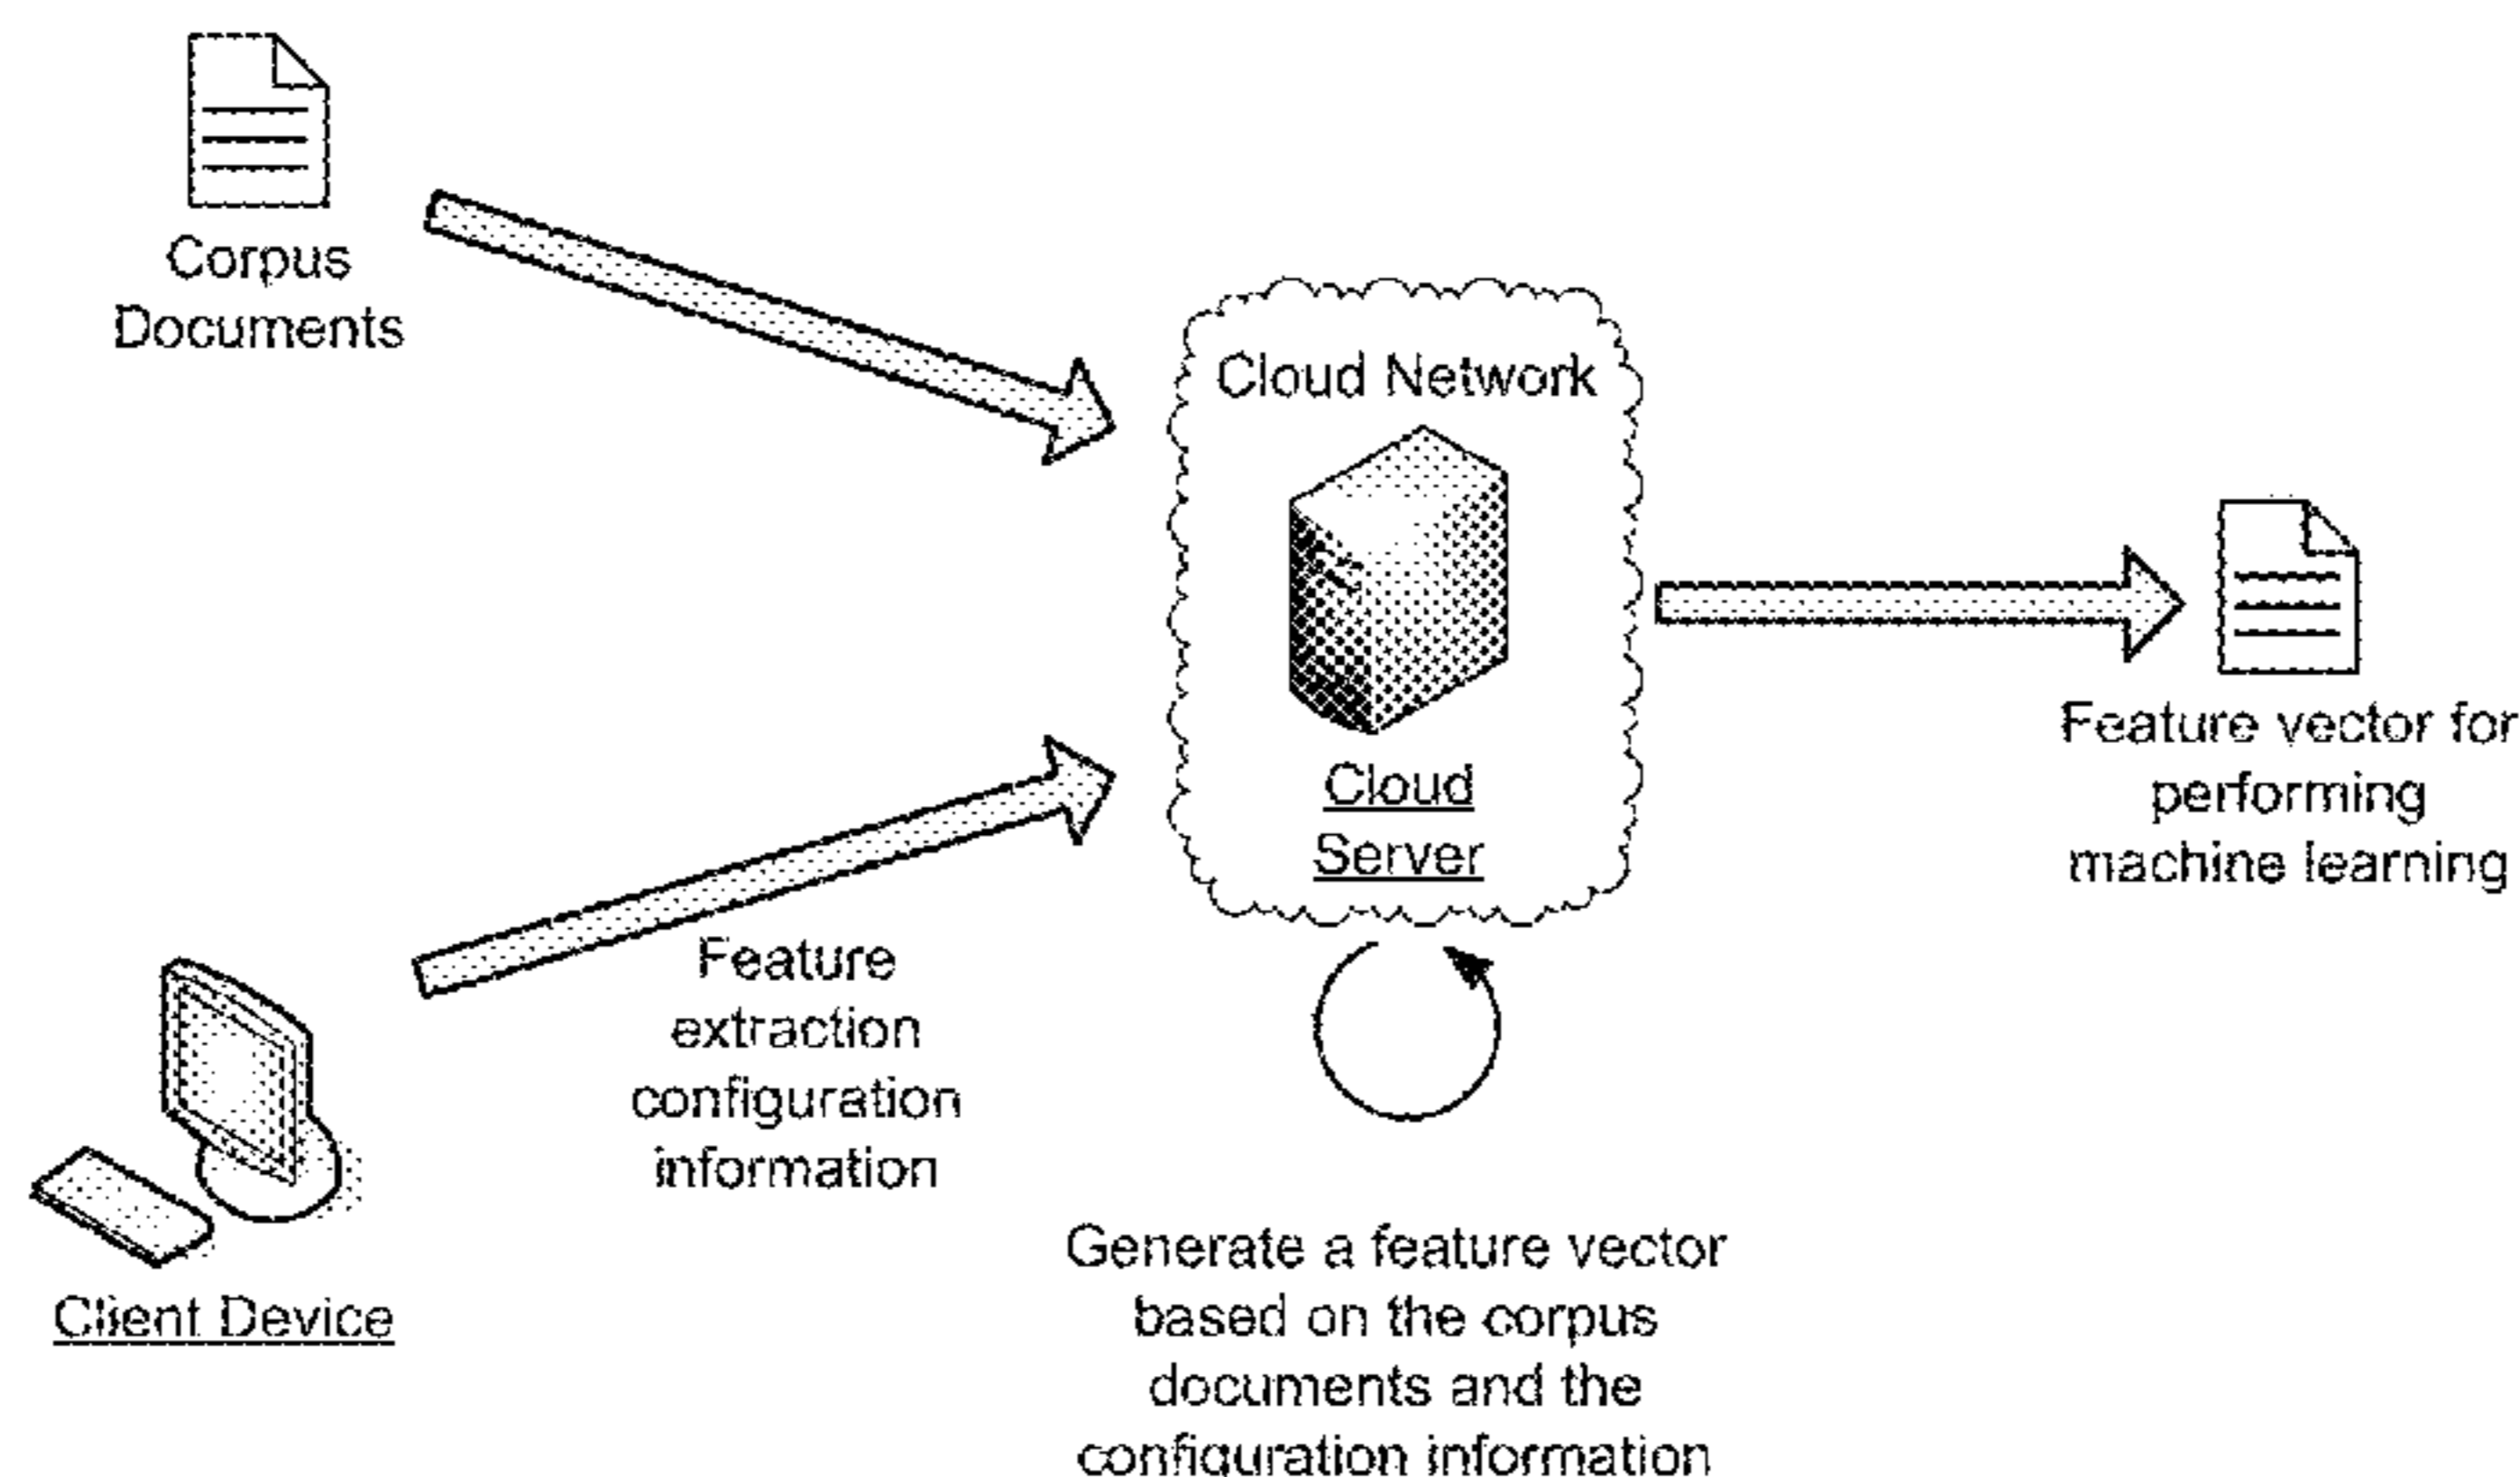 Corpus
Documents
Cloud Network
Cloud
Server
Feature vector for
performing
machine learning
Feature
extraction
configuration
information
Client Device
Generate a feature vector
based on the corpus
documents and the
configuration information